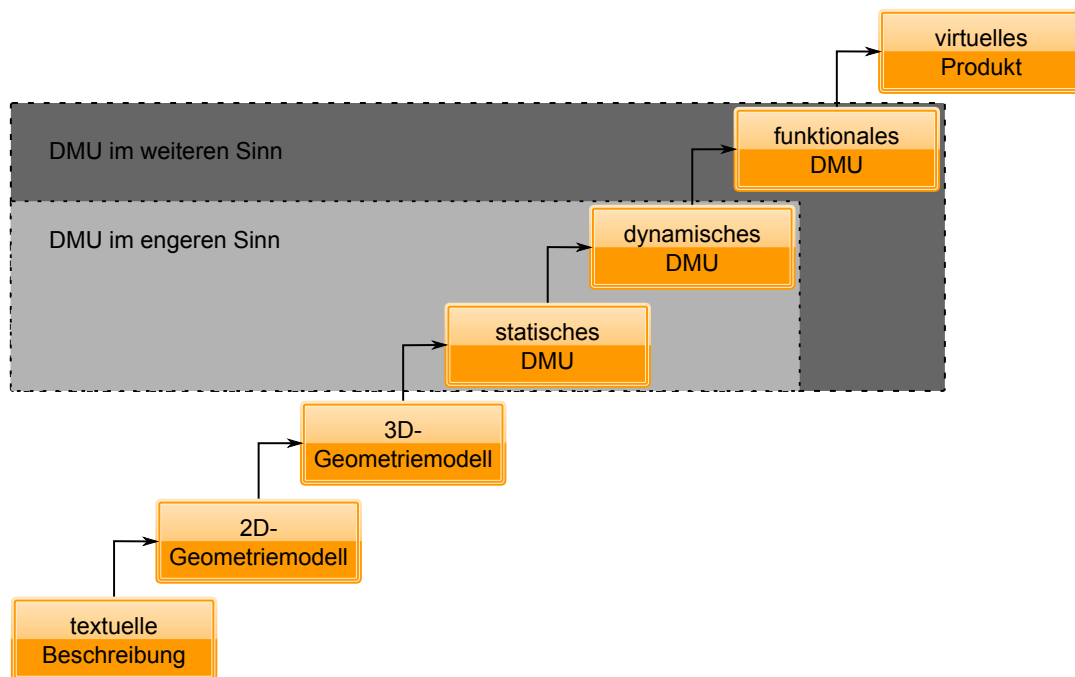 virtuelles
Produkt
DMU im weiteren Sinn
funktionales
DMU
DMU im engeren Sinn
dynamisches
DMU
statisches
DMU
3D-
Geometriemodell
2D-
Geometriemodell
textuelle
Beschreibung